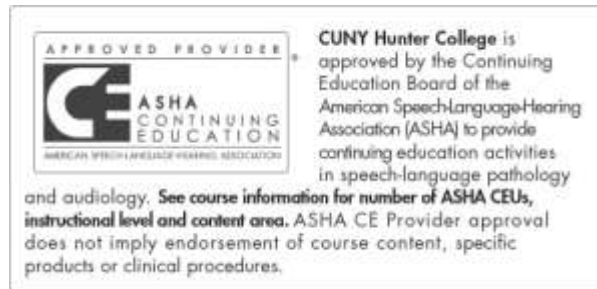 APPROVED PROVIDER
®
CE
ASHA
CONTINUING
EDUCATION
AMERICAN SPEECH-LANGUAGE-HEARING ASSOCIATION
CUNY Hunter College is
approved by the Continuing
Education Board of the
American Speech-Language-Hearing
Association (ASHA) to provide
continuing education activities
in speech-language pathology
and audiology. See course information for number of ASHA CEUs,
instructional level and content area. ASHA CE Provider approval
does not imply endorsement of course content, specific
products or clinical procedures.